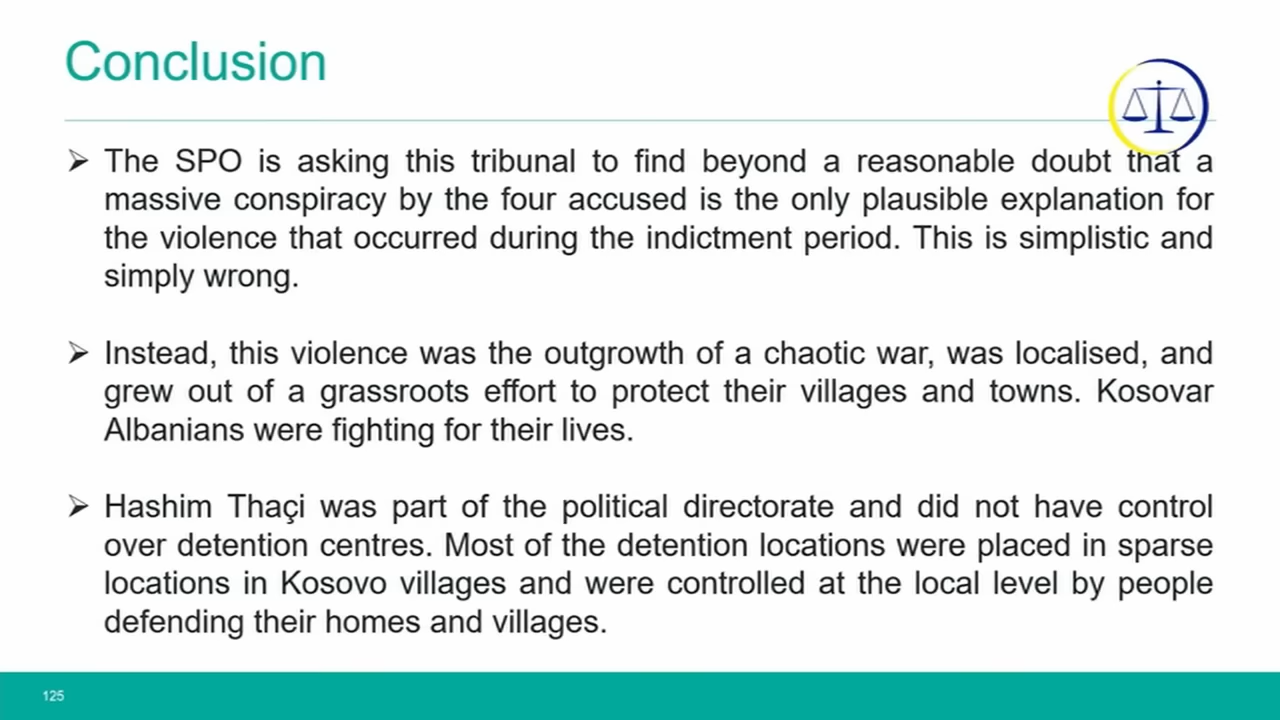 Conclusion
➢ The SPO is asking this tribunal to find beyond a reasonable doubt that a
massive conspiracy by the four accused is the only plausible explanation for
the violence that occurred during the indictment period. This is simplistic and
simply wrong.
➢ Instead, this violence was the outgrowth of a chaotic war, was localised, and
grew out of a grassroots effort to protect their villages and towns. Kosovar
Albanians were fighting for their lives.
➢ Hashim Thaçi was part of the political directorate and did not have control
over detention centres. Most of the detention locations were placed in sparse
locations in Kosovo villages and were controlled at the local level by people
defending their homes and villages.
125